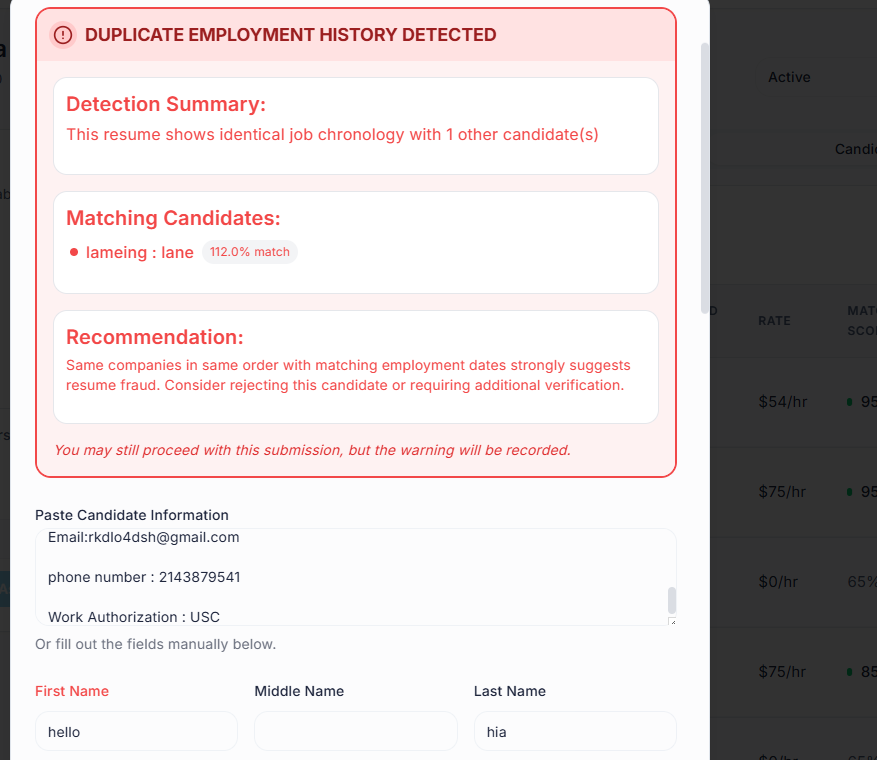 DUPLICATE EMPLOYMENT HISTORY DETECTED
Detection Summary:
This resume shows identical job chronology with 1 other candidate(s)
Matching Candidates:
lameing : lane 112.0% match
Recommendation:
Same companies in same order with matching employment dates strongly suggests
resume fraud. Consider rejecting this candidate or requiring additional verification.
You may still proceed with this submission, but the warning will be recorded.
Paste Candidate Information
Email:rkdlo4dsh@gmail.com
phone number : 2143879541
Work Authorization : USC
Or fill out the fields manually below.
First Name Middle Name Last Name
hello hia
Active
RATE
$54/hr 95
$75/hr 95
$0/hr 65%
$75/hr 85